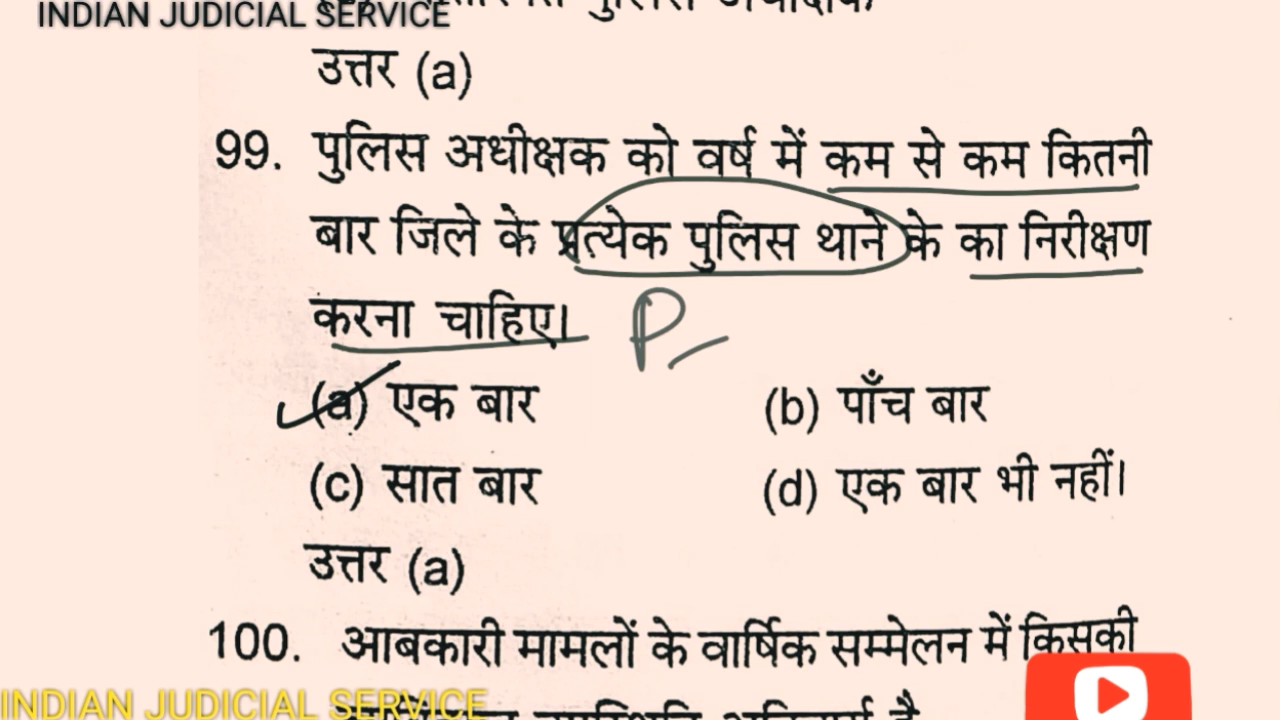 INDIAN JUDICIAL SERVICE
उत्तर (a)
99. पुलिस अधीक्षक को वर्ष में कम से कम कितनी
बार जिले के प्रत्येक पुलिस थाने के का निरीक्षण
करना चाहिए।
P
(a) एक बार (b) पाँच बार
(c) सात बार (d) एक बार भी नहीं।
उत्तर (a)
100. आबकारी मामलों के वार्षिक सम्मेलन में किसकी
INDIAN JUDICIAL SERVICE